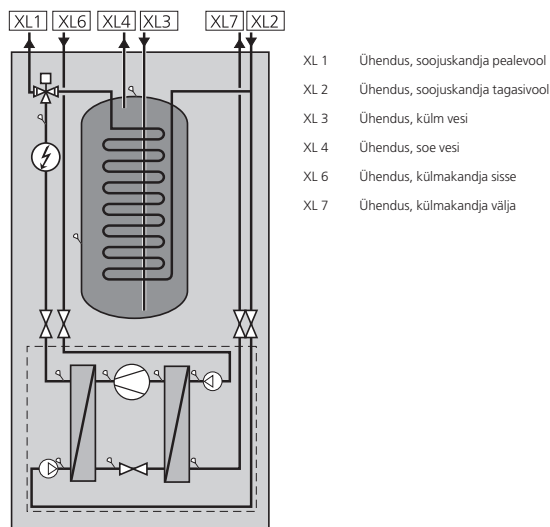 XL1 XL6 XL4 XL3 XL7 XL2
XL 1 Ühendus, soojuskandja pealevool
XL 2 Ühendus, soojuskandja tagasivool
XL 3 Ühendus, külm vesi
XL 4 Ühendus, soe vesi
XL 6 Ühendus, külmakandja sisse
XL 7 Ühendus, külmakandja välja